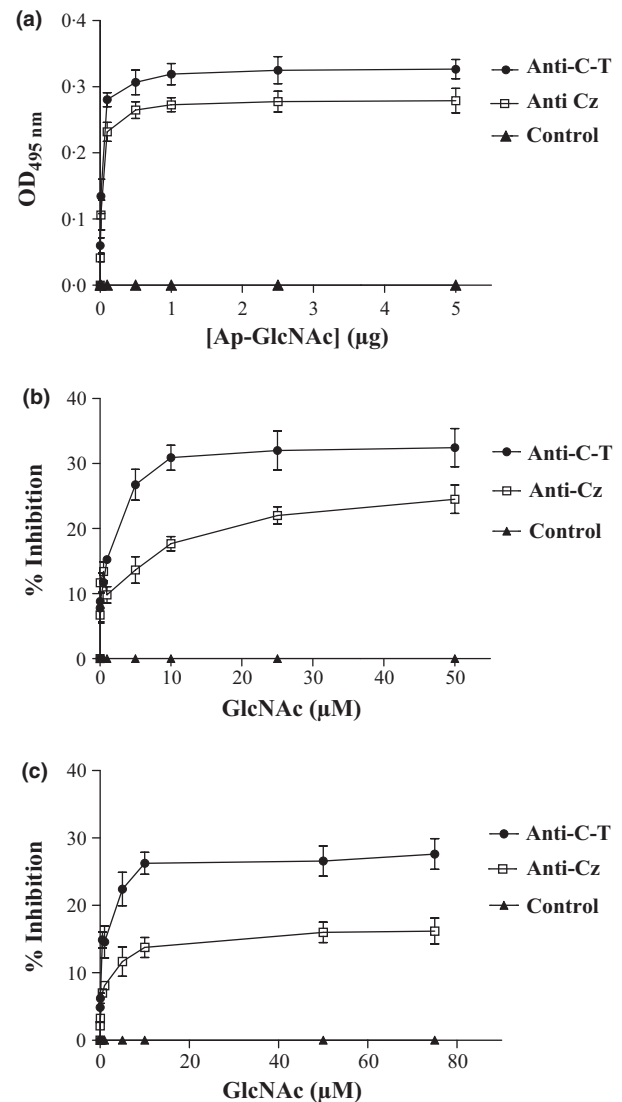 (a)
0·4
0·3
0·2
0·1
0·0
OD495 nm
0 1 2 3 4 5
[Ap-GlcNAc] (µg)
Anti-C-T
Anti Cz
Control
(b)
40
30
20
10
0
% Inhibition
0 10 20 30 40 50
GlcNAc (µM)
Anti-C-T
Anti-Cz
Control
(c)
40
30
20
10
0
% Inhibition
0 20 40 60 80
GlcNAc (µM)
Anti-C-T
Anti-Cz
Control